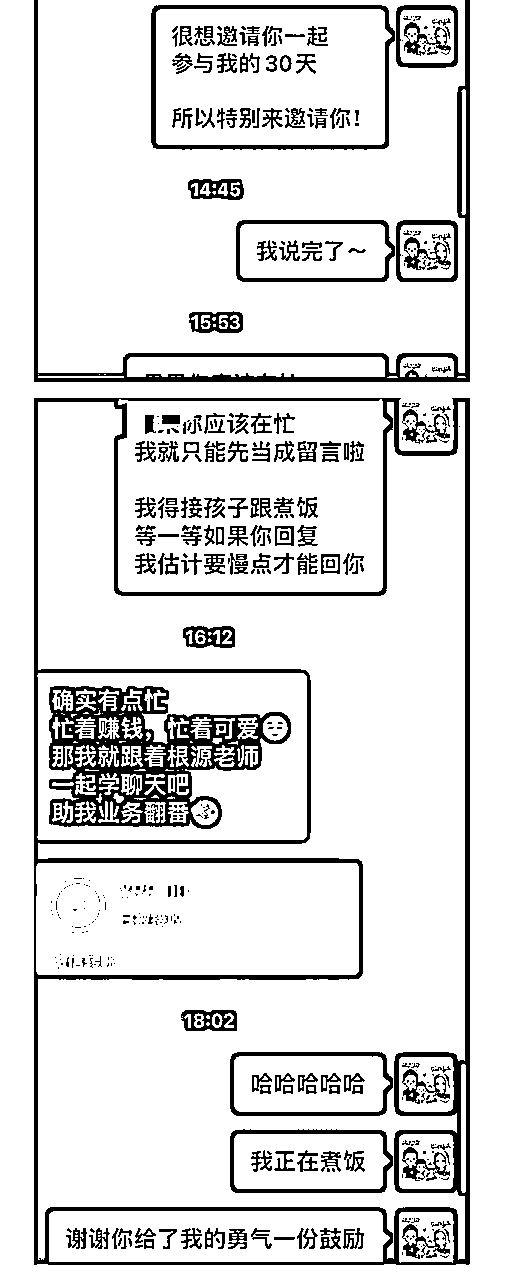 很想邀请你一起
参与我的30天
所以特别来邀请你！
14:45
我说完了～
15:53
你应该在忙
我就只能先当成留言啦
我得接孩子跟煮饭
等一等如果你回复
我估计要慢点才能回你
16:12
确实有点忙
忙着赚钱，忙着可爱
那我就跟着根源老师
一起学聊天吧
助我业务翻番
18:02
哈哈哈哈哈
我正在煮饭
谢谢你给了我的勇气一份鼓励